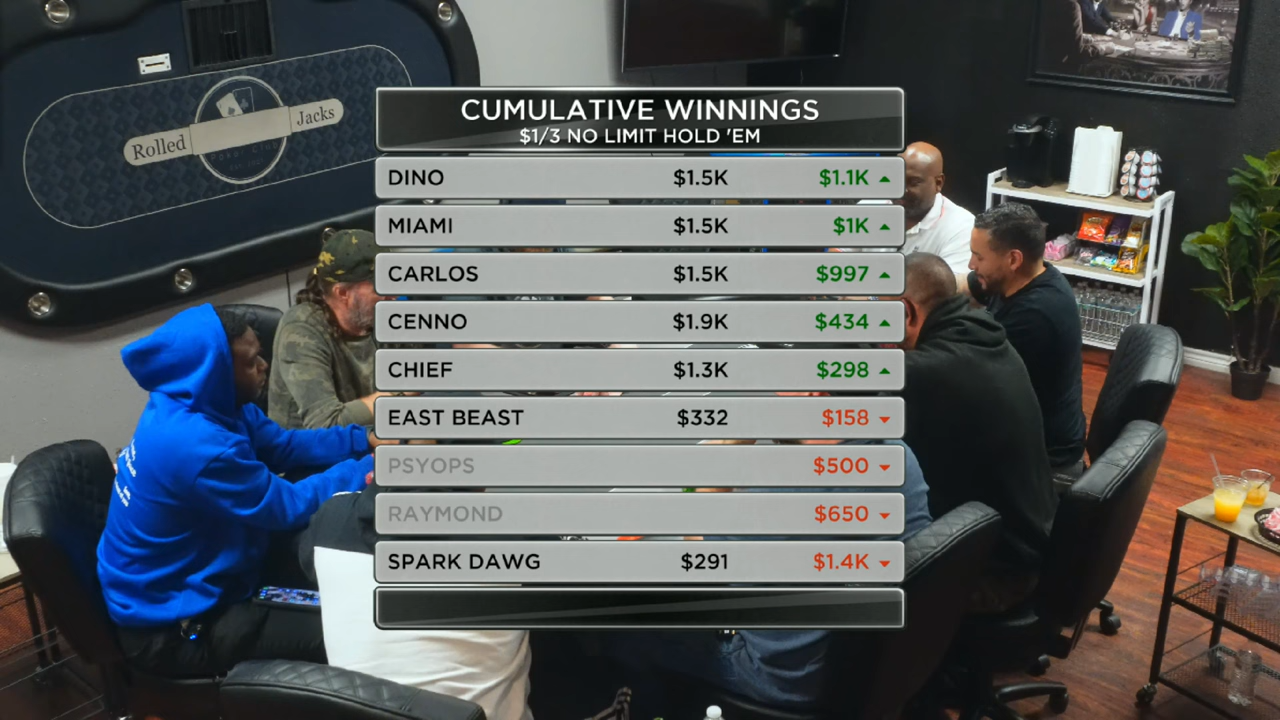 Rolled Jacks
CUMULATIVE WINNINGS
$1/3 NO LIMIT HOLD 'EM
DINO $1.5K $1.1K
MIAMI $1.5K $1K
CARLOS $1.5K $997
CENNO $1.9K $434
CHIEF $1.3K $298
EAST BEAST $332 $158
PSYOPS $500
RAYMOND $650
SPARK DAWG $291 $1.4K